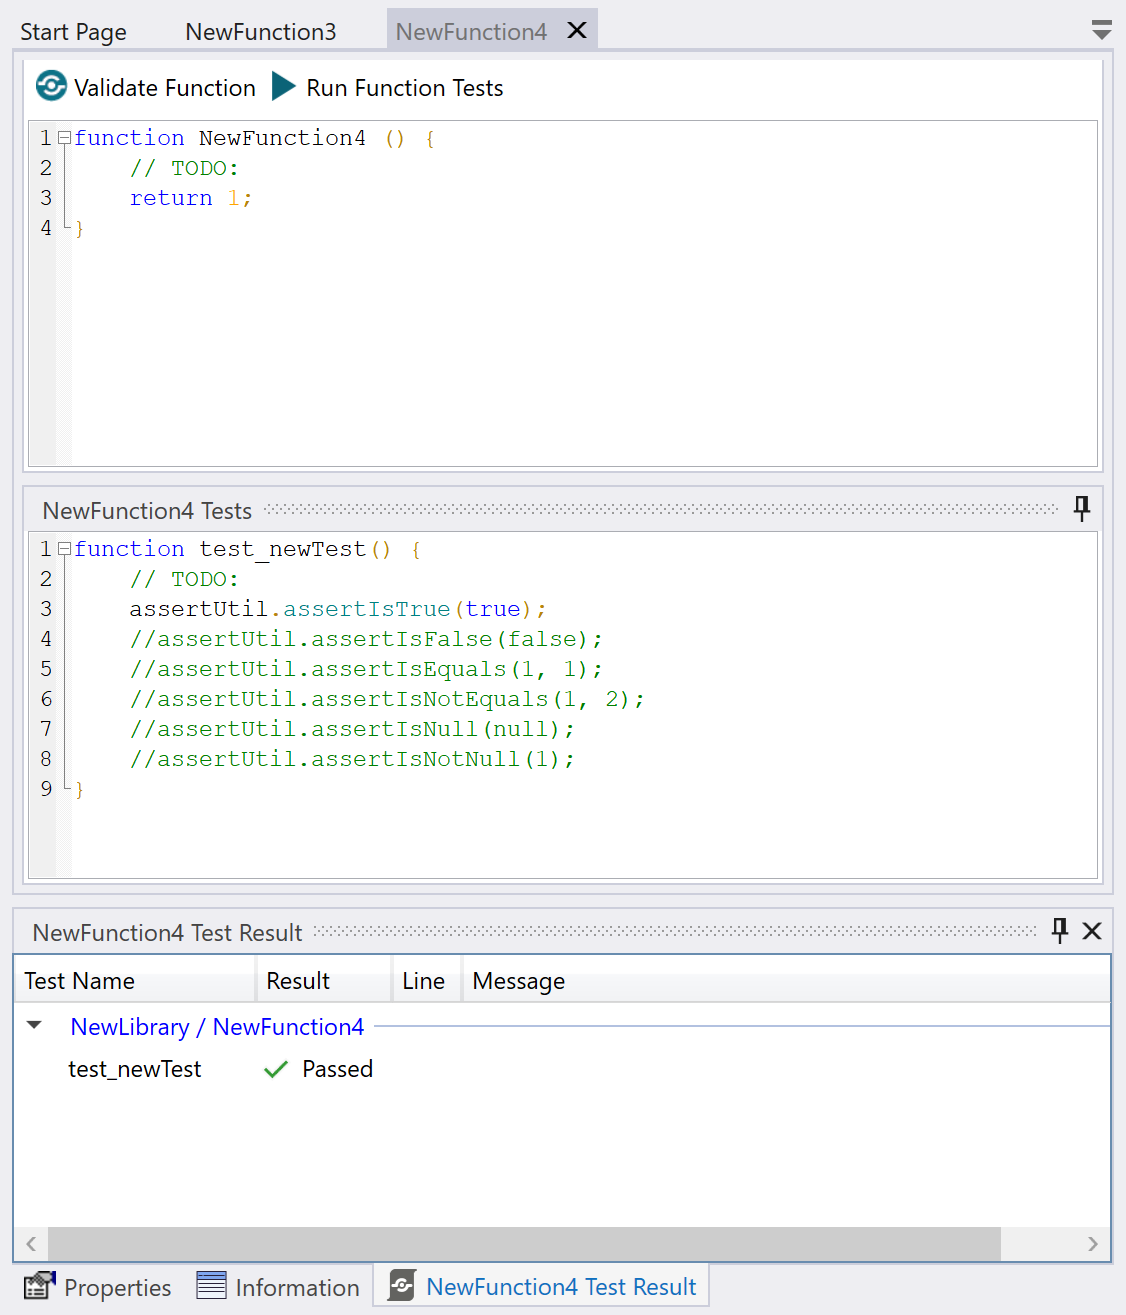 Start Page NewFunction3 NewFunction4
Validate Function Run Function Tests
1 function NewFunction4 () {
2 // TODO:
3 return 1;
4 }
NewFunction4 Tests
1 function test_newTest() {
2 // TODO:
3 assertUtil.assertIsTrue(true);
4 //assertUtil.assertIsFalse(false);
5 //assertUtil.assertIsEquals(1, 1);
6 //assertUtil.assertIsNotEquals(1, 2);
7 //assertUtil.assertIsNull(null);
8 //assertUtil.assertIsNotNull(1);
9 }
NewFunction4 Test Result
Test Name Result Line Message
NewLibrary / NewFunction4
test_newTest Passed
Properties Information NewFunction4 Test Result